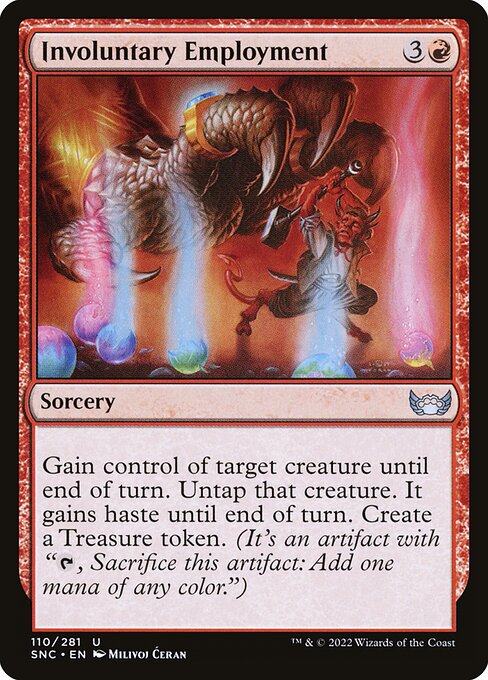 Involuntary Employment 3
Sorcery
Gain control of target creature until
end of turn. Untap that creature. It
gains haste until end of turn. Create
a Treasure token. (It's an artifact with
“, Sacrifice this artifact: Add one
mana of any color.”)
110/281 U
SNC • EN Milivoj Ćeran
™ & © 2022 Wizards of the Coast